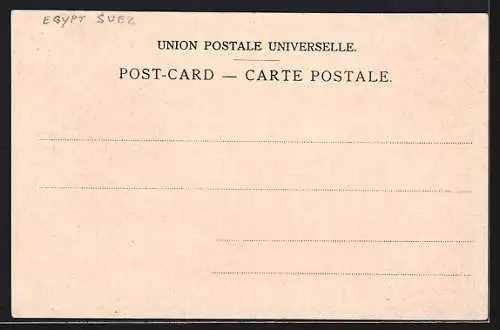 EGYPT SUEZ
UNION POSTALE UNIVERSELLE.
POST-CARD — CARTE POSTALE.